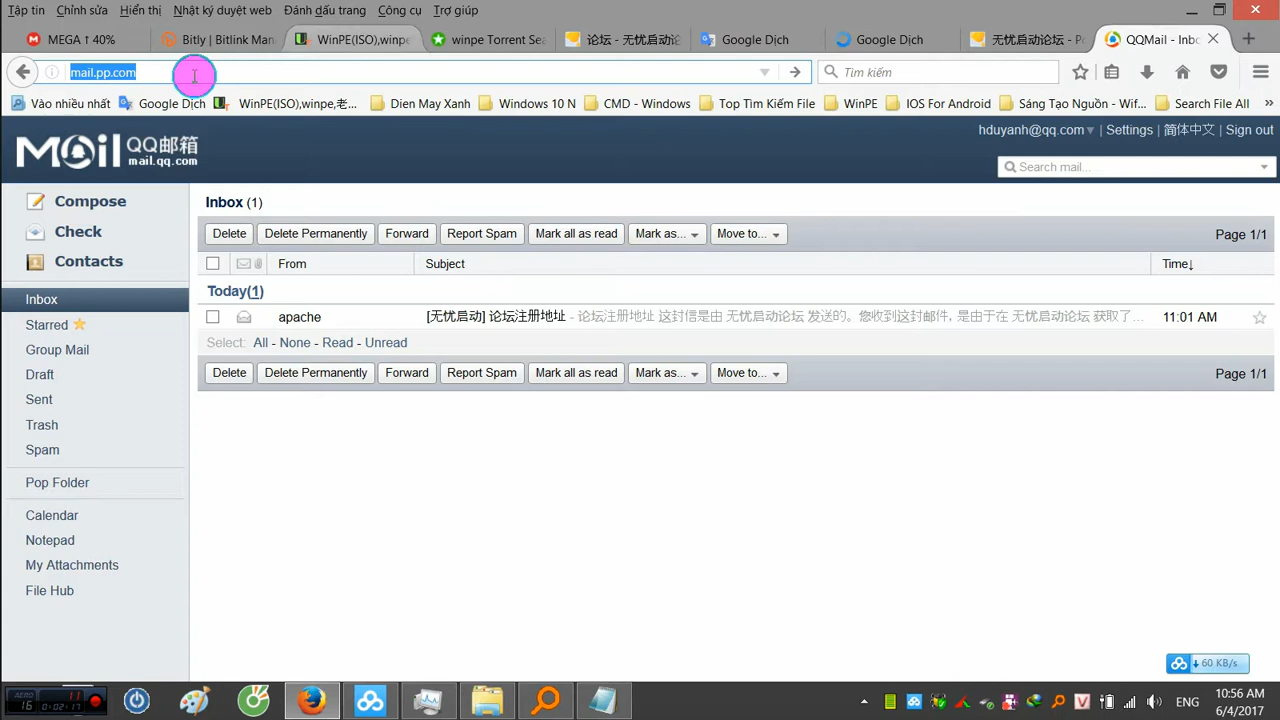 Tập tin Chỉnh sửa Hiển thị Nhật ký duyệt web Đánh dấu trang Công cụ Trợ giúp
MEGA ↑ 40% Bitly | Bitlink Man WinPE(ISO),winpe, winpe Torrent Sea 论坛 - 无忧启动论 Google Dịch Google Dịch 无忧启动论坛 - Po QQMail - Inbo
mail.pp.com Tìm kiếm
Vào nhiều nhất Google Dịch WinPE(ISO),winpe,老... Dien May Xanh Windows 10 N CMD - Windows Top Tìm Kiếm File WinPE IOS For Android Sáng Tạo Nguồn - Wif... Search File All »
MOil QQ邮箱
mail.qq.com
hduyanh@qq.com | Settings | 简体中文 | Sign out
Search mail...
Compose
Check
Contacts
Inbox
Starred
Group Mail
Draft
Sent
Trash
Spam
Pop Folder
Calendar
Notepad
My Attachments
File Hub
Inbox (1)
Delete Delete Permanently Forward Report Spam Mark all as read Mark as... Move to... Page 1/1
From Subject Time↓
Today(1)
apache [无忧启动] 论坛注册地址 - 论坛注册地址 这封信是由 无忧启动论坛 发送的。 您收到这封邮件, 是由于在 无忧启动论坛 获取了... 11:01 AM
Select: All - None - Read - Unread
Delete Delete Permanently Forward Report Spam Mark all as read Mark as... Move to... Page 1/1
60 KB/s
AERO 16 11 0:02:17 ENG 10:56 AM
6/4/2017